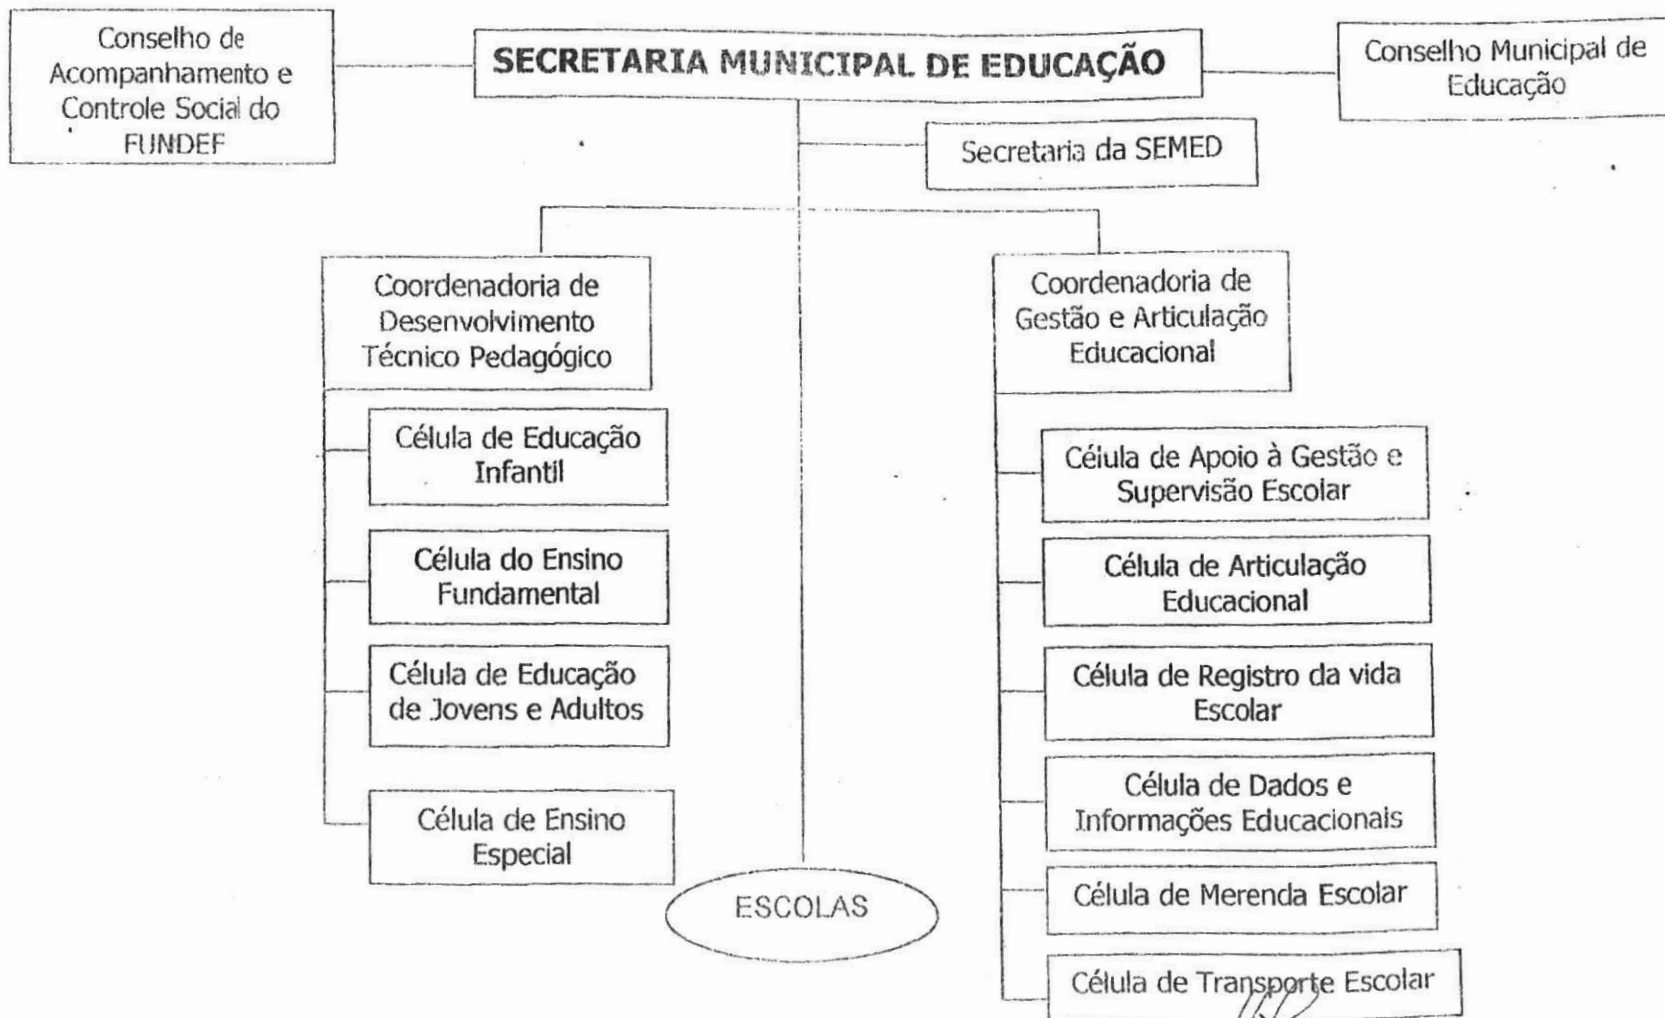 Conselho de
Acompanhamento e
Controle Social do
FUNDEF
SECRETARIA MUNICIPAL DE EDUCAÇÃO
Conselho Municipal de
Educação
Secretaria da SEMED
Coordenadoria de
Desenvolvimento
Técnico Pedagógico
Célula de Educação
Infantil
Célula do Ensino
Fundamental
Célula de Educação
de Jovens e Adultos
Célula de Ensino
Especial
Coordenadoria de
Gestão e Articulação
Educacional
Célula de Apoio à Gestão e
Supervisão Escolar
Célula de Articulação
Educacional
Célula de Registro da vida
Escolar
Célula de Dados e
Informações Educacionais
Célula de Merenda Escolar
Célula de Transporte Escolar
ESCOLAS